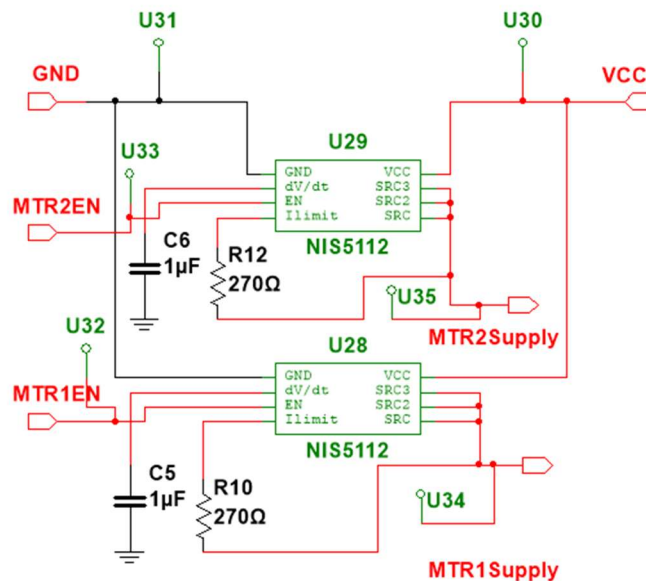 U31
U30
GND
VCC
U29
U33
GND
VCC
dV/dt
SRC3
EN
SRC2
Ilimit
SRC
MTR2EN
NIS5112
C6
1µF
R12
270Ω
U35
U32
MTR2Supply
U28
GND
VCC
dV/dt
SRC3
EN
SRC2
Ilimit
SRC
MTR1EN
NIS5112
C5
1µF
R10
270Ω
U34
MTR1Supply